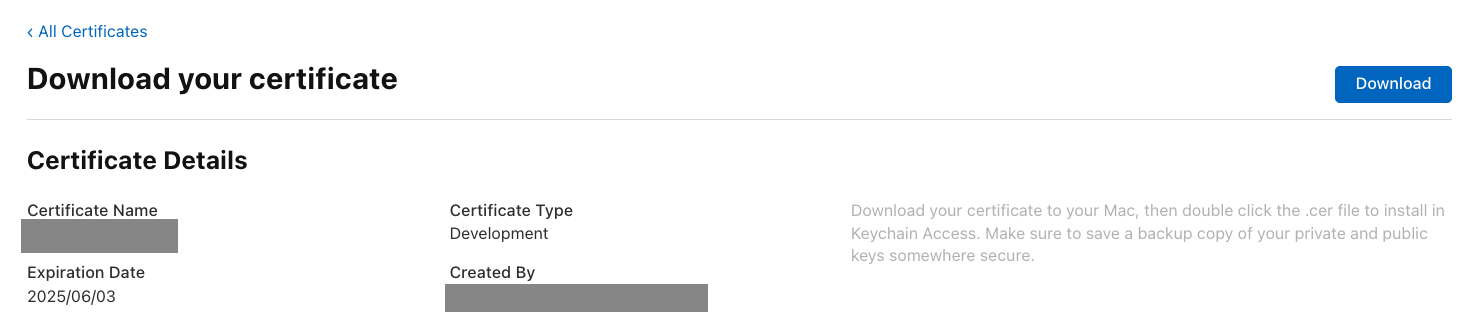 ‹ All Certificates
Download your certificate
Download
Certificate Details
Certificate Name
Certificate Type
Development
Download your certificate to your Mac, then double click the .cer file to install in
Keychain Access. Make sure to save a backup copy of your private and public
keys somewhere secure.
Expiration Date
2025/06/03
Created By